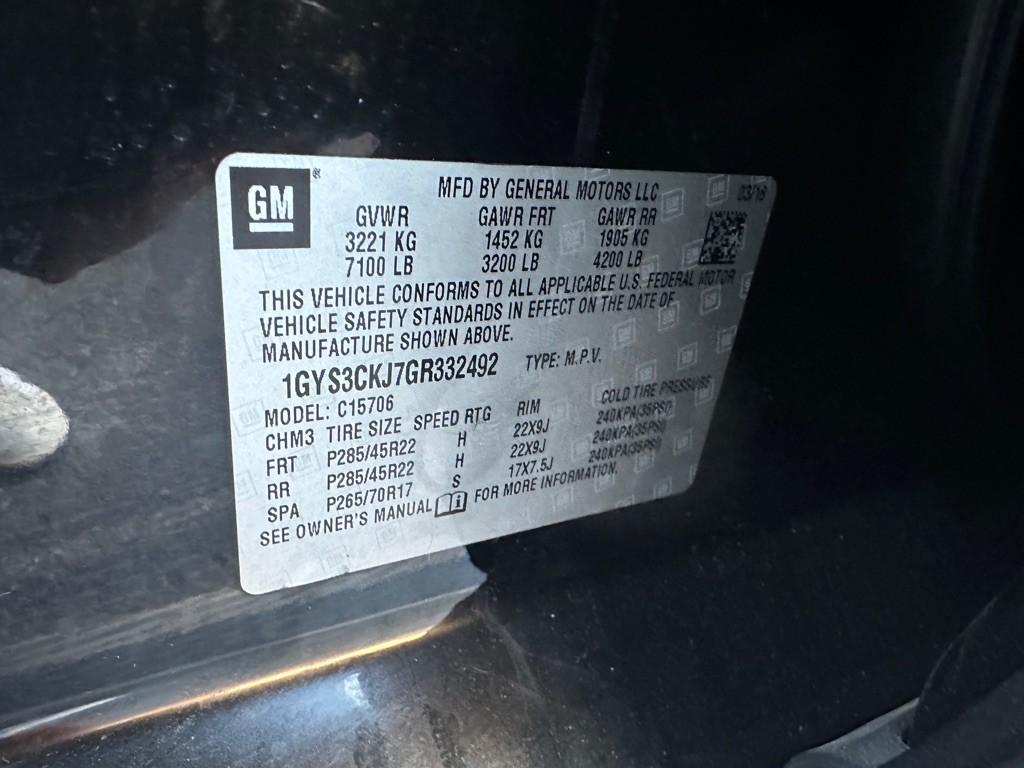 GM
MFD BY GENERAL MOTORS LLC 03/16
GVWR GAWR FRT GAWR RR
3221 KG 1452 KG 1905 KG
7100 LB 3200 LB 4200 LB
THIS VEHICLE CONFORMS TO ALL APPLICABLE U.S. FEDERAL MOTOR
VEHICLE SAFETY STANDARDS IN EFFECT ON THE DATE OF
MANUFACTURE SHOWN ABOVE.
1GYS3CKJ7GR332492 TYPE: M.P.V.
MODEL: C15706
CHM3 TIRE SIZE SPEED RTG RIM COLD TIRE PRESSURE
FRT P285/45R22 H 22X9J 240KPA(35PSI)
RR P285/45R22 H 22X9J 240KPA(35PSI)
SPA P265/70R17 S 17X7.5J 240KPA(35PSI)
SEE OWNER'S MANUAL FOR MORE INFORMATION.